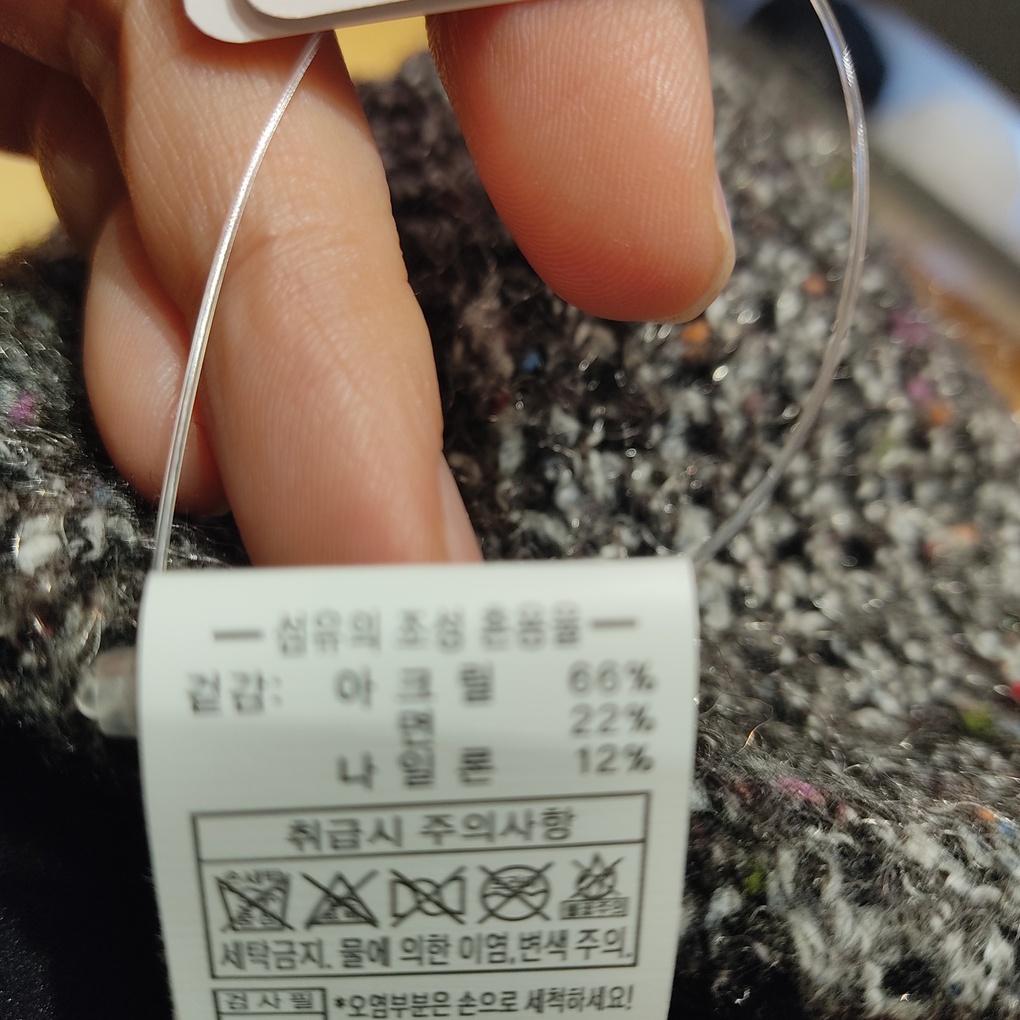 섬유의 조성 혼용율
겉감: 아크릴 66%
면 22%
나일론 12%
취급시 주의사항
세탁금지. 물에 의한 이염,변색 주의.
검사필 *오염부분은 손으로 세척하세요!